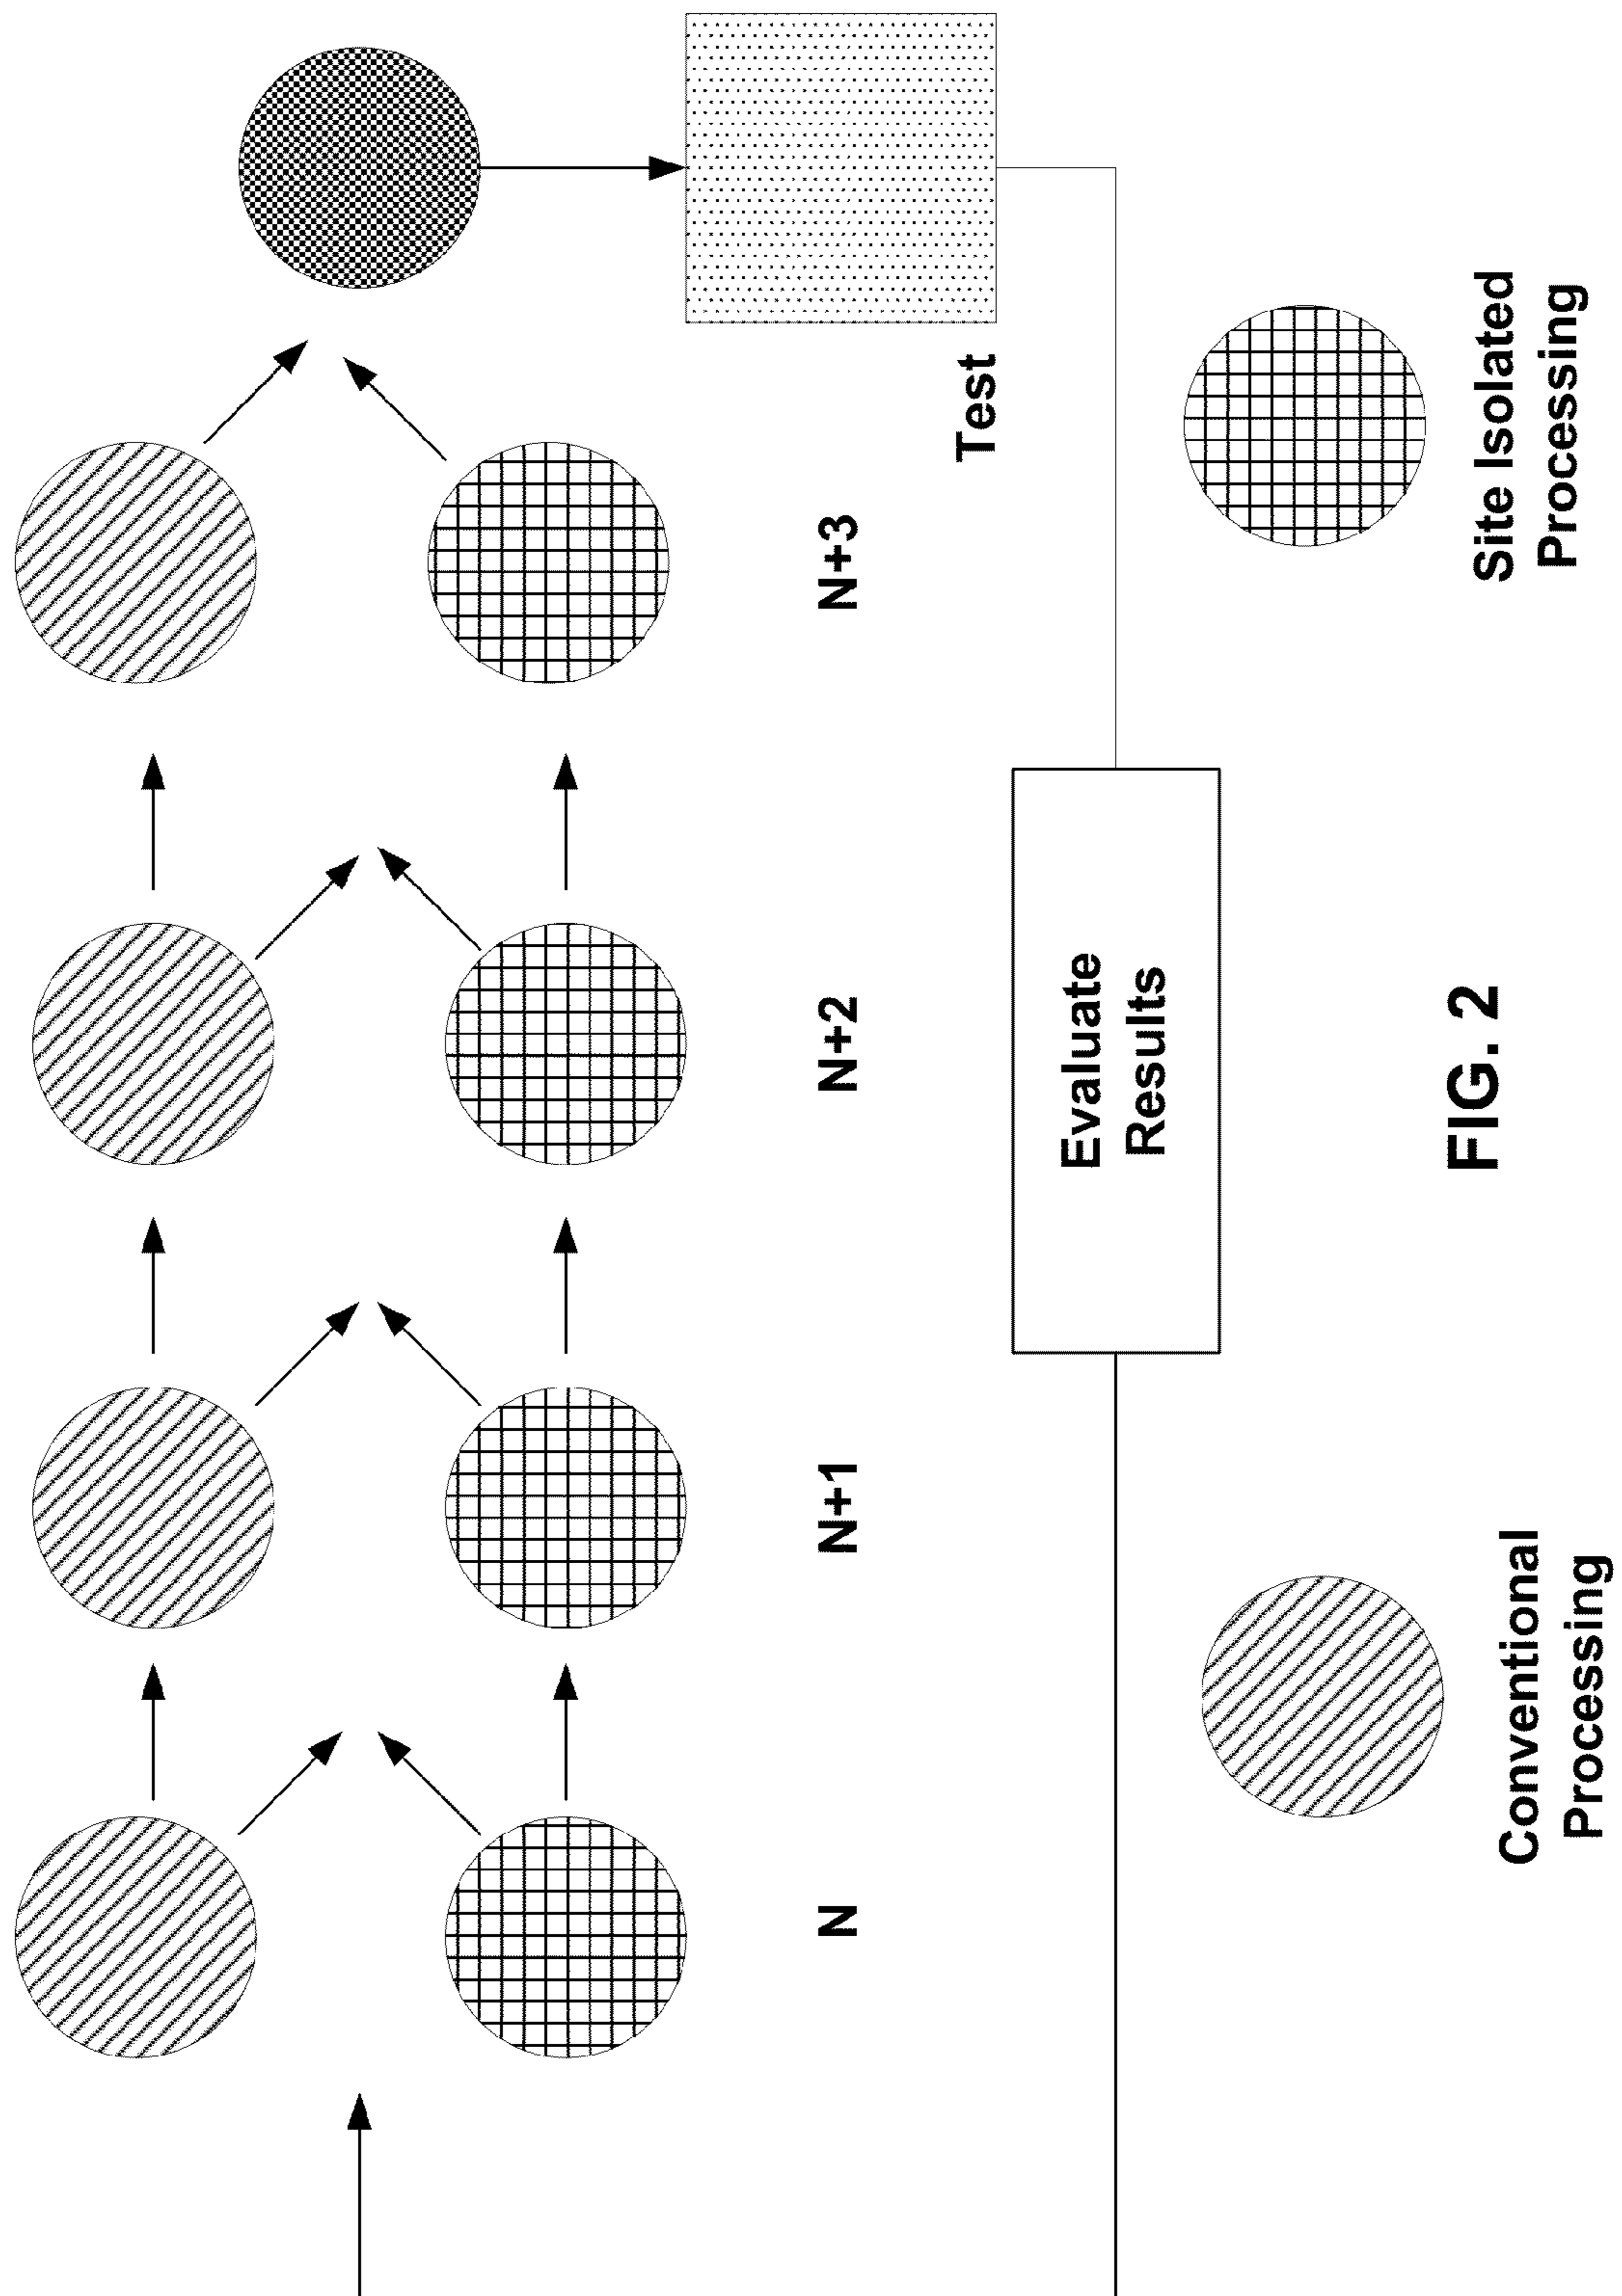 N
N+1
N+2
N+3
Test
Evaluate
Results
Conventional
Processing
Site Isolated
Processing
FIG. 2